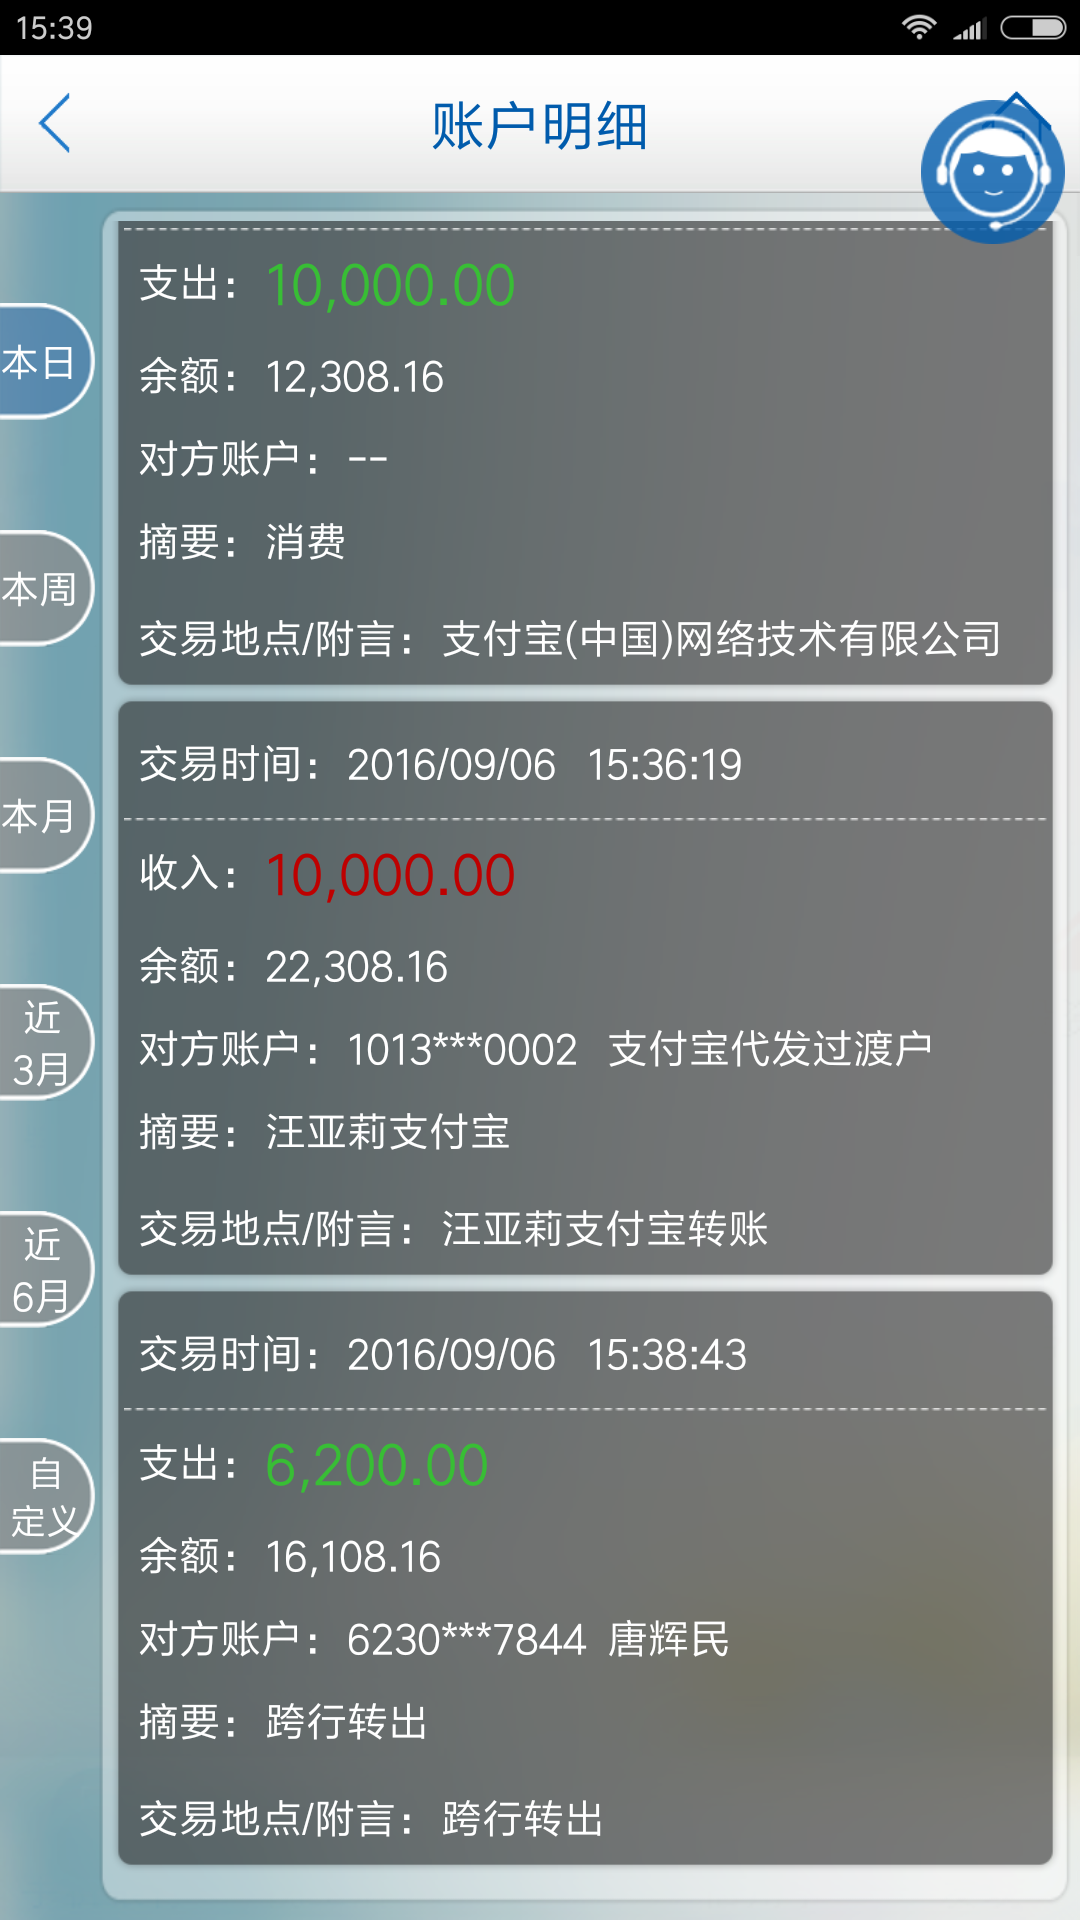 15:39
账户明细
支出： 10,000.00
余额： 12,308.16
对方账户： --
摘要： 消费
交易地点/附言： 支付宝(中国)网络技术有限公司
交易时间： 2016/09/06 15:36:19
收入： 10,000.00
余额： 22,308.16
对方账户： 1013***0002 支付宝代发过渡户
摘要： 汪亚莉支付宝
交易地点/附言： 汪亚莉支付宝转账
交易时间： 2016/09/06 15:38:43
支出： 6,200.00
余额： 16,108.16
对方账户： 6230***7844 唐辉民
摘要： 跨行转出
交易地点/附言： 跨行转出
本日
本周
本月
近
3月
近
6月
自
定义